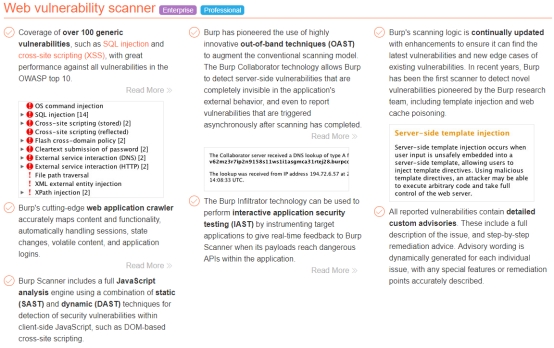 Web vulnerability scanner Enterprise Professional
Coverage of over 100 generic
vulnerabilities, such as SQL injection and
cross-site scripting (XSS), with great
performance against all vulnerabilities in the
OWASP top 10.
Read More
OS command injection
SQL injection [14]
Cross-site scripting (stored) [2]
Cross-site scripting (reflected)
Flash cross-domain policy [2]
Cleartext submission of password [2]
External service interaction (DNS) [2]
External service interaction (HTTP) [2]
File path traversal
XML external entity injection
XPath injection [2]
Burp's cutting-edge web application crawler
accurately maps content and functionality,
automatically handling sessions, state
changes, volatile content, and application
logins.
Read More
Burp Scanner includes a full JavaScript
analysis engine using a combination of static
(SAST) and dynamic (DAST) techniques for
detection of security vulnerabilities within
client-side JavaScript, such as DOM-based
cross-site scripting.
Burp has pioneered the use of highly
innovative out-of-band techniques (OAST)
to augment the conventional scanning model.
The Burp Collaborator technology allows Burp
to detect server-side vulnerabilities that are
completely invisible in the application's
external behavior, and even to report
vulnerabilities that are triggered
asynchronously after scanning has completed.
Read More
The Collaborator server received a DNS lookup of type A
The lookup was received from IP address 194.72.6.57 at
14:08:33 UTC.
The Burp Infiltrator technology can be used to
perform interactive application security
testing (IAST) by instrumenting target
applications to give real-time feedback to Burp
Scanner when its payloads reach dangerous
APIs within the application.
Read More
Burp's scanning logic is continually updated
with enhancements to ensure it can find the
latest vulnerabilities and new edge cases of
existing vulnerabilities. In recent years, Burp
has been the first scanner to detect novel
vulnerabilities pioneered by the Burp research
team, including template injection and web
cache poisoning.
Server-side template injection
Server-side template injection occurs when
user input is unsafely embedded into a
server-side template, allowing users to
inject template directives. Using malicious
template directives, an attacker may be able
to execute arbitrary code and take full
control of the web server.
All reported vulnerabilities contain detailed
custom advisories. These include a full
description of the issue, and step-by-step
remediation advice. Advisory wording is
dynamically generated for each individual
issue, with any special features or remediation
points accurately described.